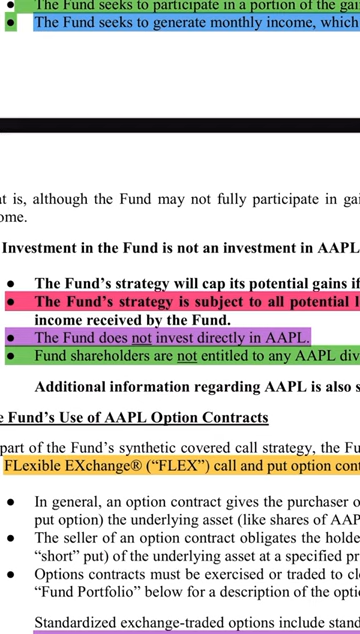 ● The Fund seeks to participate in a portion of the gai
● The Fund seeks to generate monthly income, which
at is, although the Fund may not fully participate in gai
ome.
Investment in the Fund is not an investment in AAPL
● The Fund's strategy will cap its potential gains if
● The Fund's strategy is subject to all potential l
income received by the Fund.
● The Fund does not invest directly in AAPL.
● Fund shareholders are not entitled to any AAPL div
Additional information regarding AAPL is also s
e Fund's Use of AAPL Option Contracts
part of the Fund's synthetic covered call strategy, the Fu
FLexible EXchange® ("FLEX") call and put option cont
● In general, an option contract gives the purchaser o
put option) the underlying asset (like shares of AAP
● The seller of an option contract obligates the holde
"short" put) of the underlying asset at a specified pr
● Options contracts must be exercised or traded to cl
"Fund Portfolio" below for a description of the optio
Standardized exchange-traded options include stand